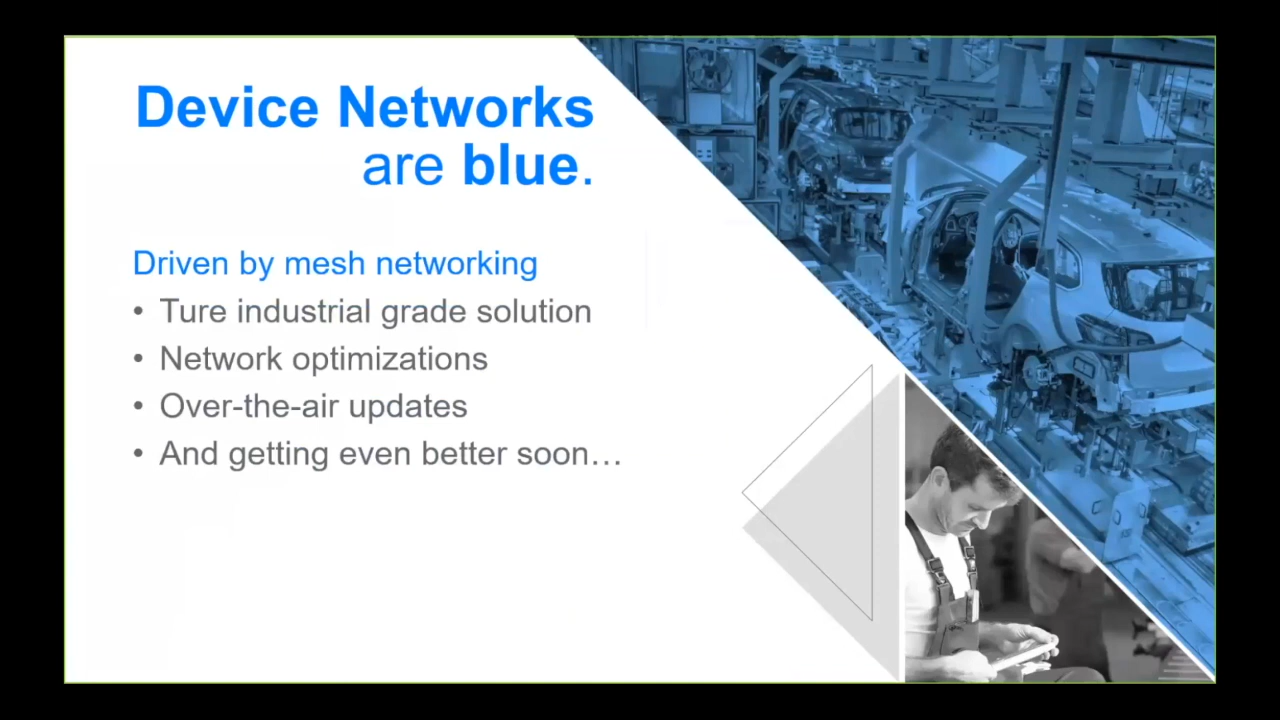 Device Networks
are blue.
Driven by mesh networking
• Ture industrial grade solution
• Network optimizations
• Over-the-air updates
• And getting even better soon…